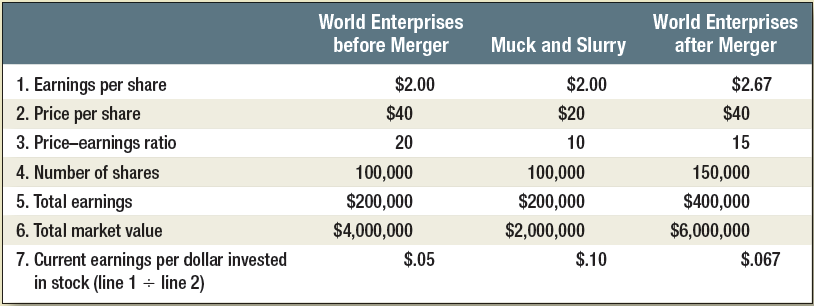 World Enterprises before Merger Muck and Slurry World Enterprises after Merger
1. Earnings per share $2.00 $2.00 $2.67
2. Price per share $40 $20 $40
3. Price–earnings ratio 20 10 15
4. Number of shares 100,000 100,000 150,000
5. Total earnings $200,000 $200,000 $400,000
6. Total market value $4,000,000 $2,000,000 $6,000,000
7. Current earnings per dollar invested $.05 $.10 $.067
in stock (line 1 ÷ line 2)